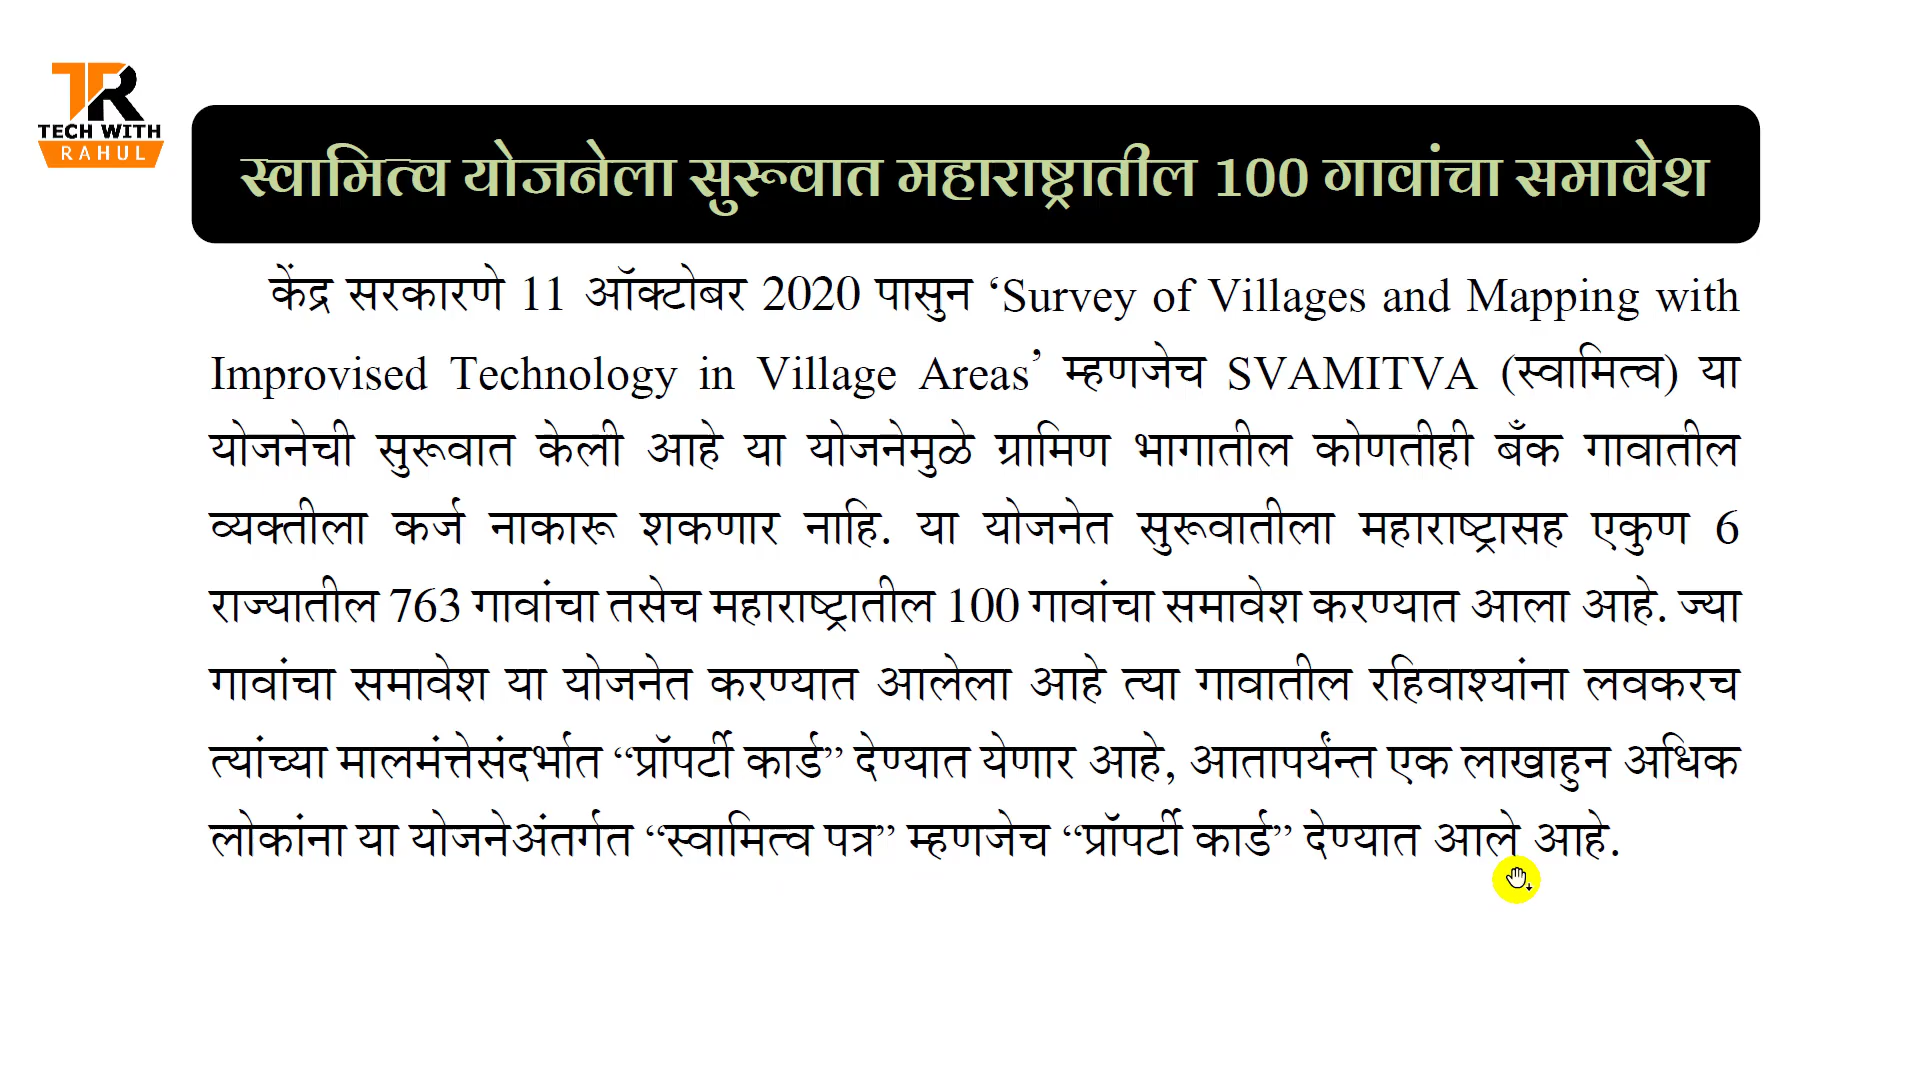 TR
TECH WITH
RAHUL
स्वामित्व योजनेला सुरूवात महाराष्ट्रातील 100 गावांचा समावेश
केंद्र सरकारणे 11 ऑक्टोबर 2020 पासुन ‘Survey of Villages and Mapping with
Improvised Technology in Village Areas’ म्हणजेच SVAMITVA (स्वामित्व) या
योजनेची सुरूवात केली आहे या योजनेमुळे ग्रामिण भागातील कोणतीही बँक गावातील
व्यक्तीला कर्ज नाकारू शकणार नाहि. या योजनेत सुरूवातीला महाराष्ट्रासह एकुण 6
राज्यातील 763 गावांचा तसेच महाराष्ट्रातील 100 गावांचा समावेश करण्यात आला आहे. ज्या
गावांचा समावेश या योजनेत करण्यात आलेला आहे त्या गावातील रहिवाश्यांना लवकरच
त्यांच्या मालमंत्तेसंदर्भात “प्रॉपर्टी कार्ड” देण्यात येणार आहे, आतापर्यंन्त एक लाखाहुन अधिक
लोकांना या योजनेअंतर्गत “स्वामित्व पत्र” म्हणजेच “प्रॉपर्टी कार्ड” देण्यात आले आहे.